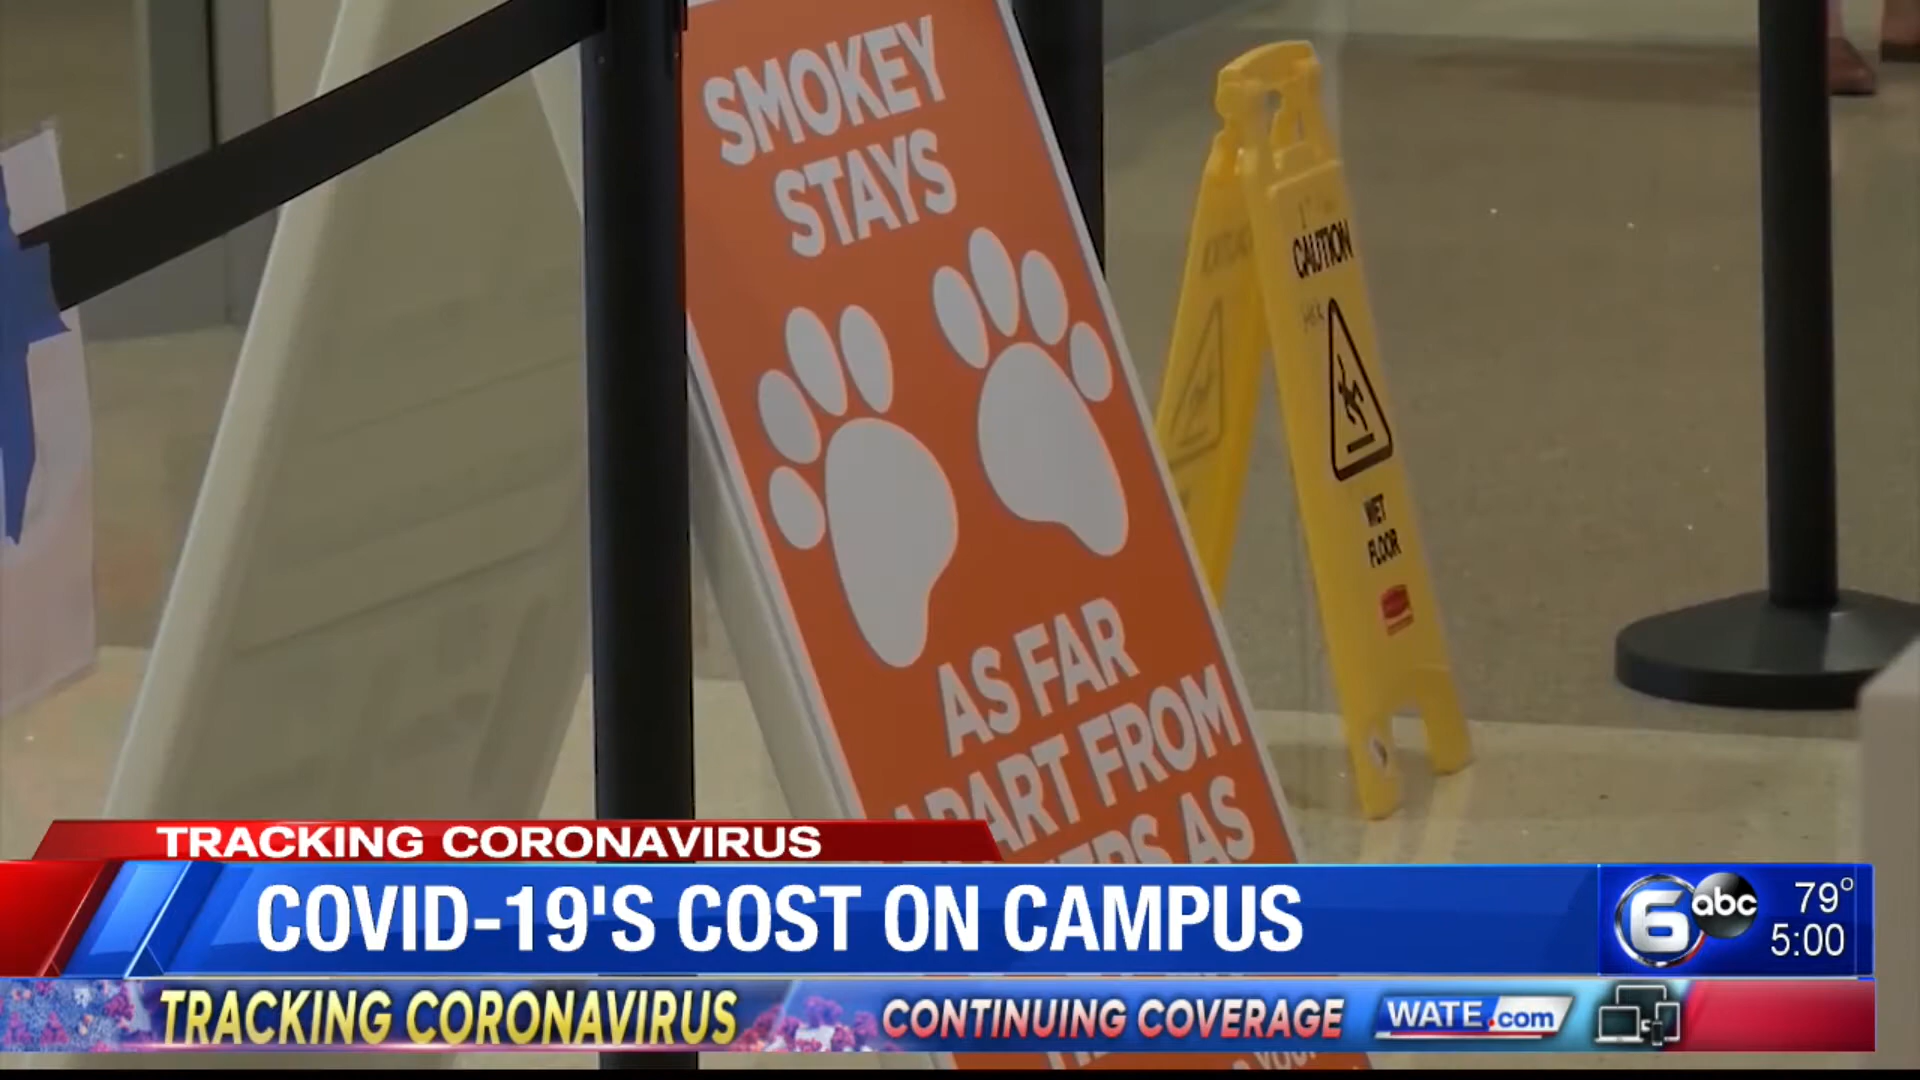 SMOKEY
STAYS
AS FAR
APART FROM
AS
CAUTION
WET
FLOOR
TRACKING CORONAVIRUS
COVID-19'S COST ON CAMPUS
6 abc
79°
5:00
TRACKING CORONAVIRUS
CONTINUING COVERAGE
WATE.com